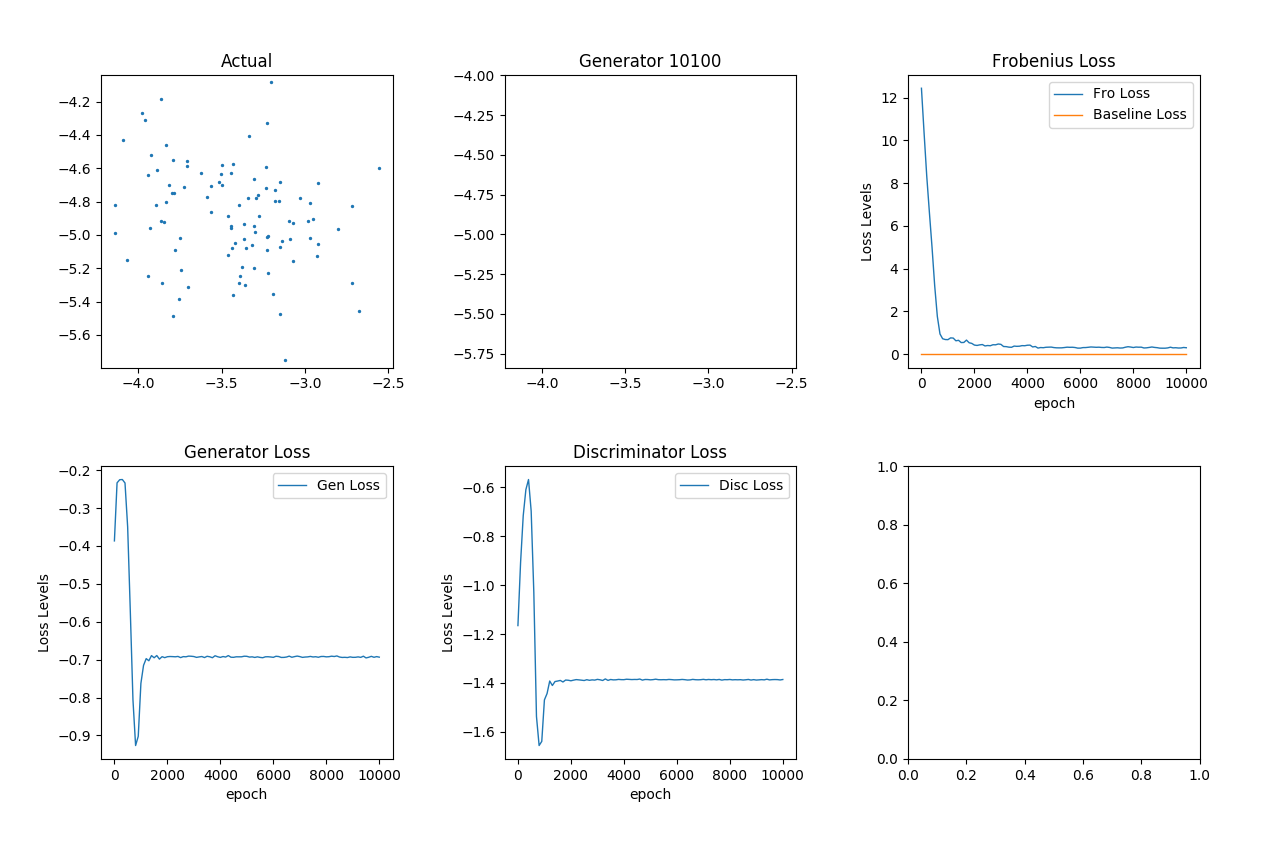 Actual
−4.2
−4.4
−4.6
−4.8
−5.0
−5.2
−5.4
−5.6
−4.0 −3.5 −3.0 −2.5
Generator 10100
−4.00
−4.25
−4.50
−4.75
−5.00
−5.25
−5.50
−5.75
−4.0 −3.5 −3.0 −2.5
Frobenius Loss
Fro Loss
Baseline Loss
Loss Levels
12
10
8
6
4
2
0
0 2000 4000 6000 8000 10000
epoch
Generator Loss
Gen Loss
Loss Levels
−0.2
−0.3
−0.4
−0.5
−0.6
−0.7
−0.8
−0.9
0 2000 4000 6000 8000 10000
epoch
Discriminator Loss
Disc Loss
Loss Levels
−0.6
−0.8
−1.0
−1.2
−1.4
−1.6
0 2000 4000 6000 8000 10000
epoch
1.0
0.8
0.6
0.4
0.2
0.0
0.0 0.2 0.4 0.6 0.8 1.0